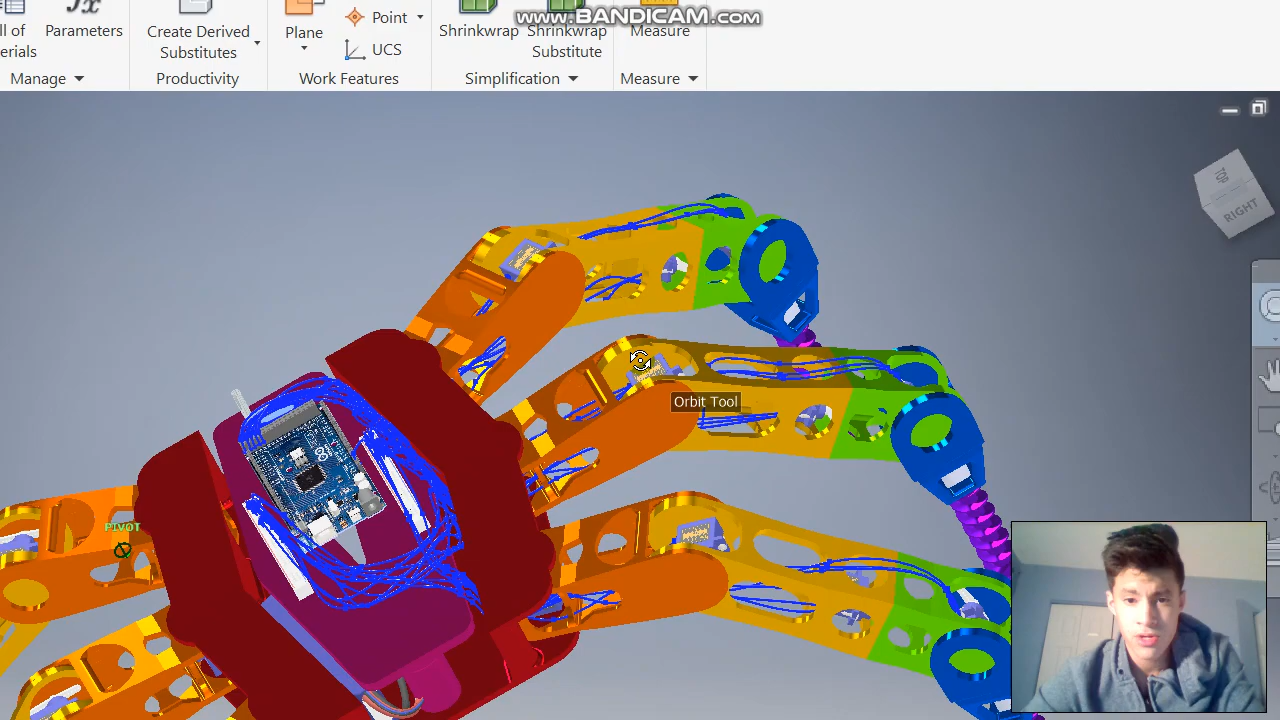 www.BANDICAM.com
ll of
Parameters
erials
Create Derived
Substitutes
Plane
Point
UCS
Shrinkwrap
Shrinkwrap
Substitute
Measure
Manage
Productivity
Work Features
Simplification
Measure
TOP
RIGHT
Orbit Tool
PIVOT